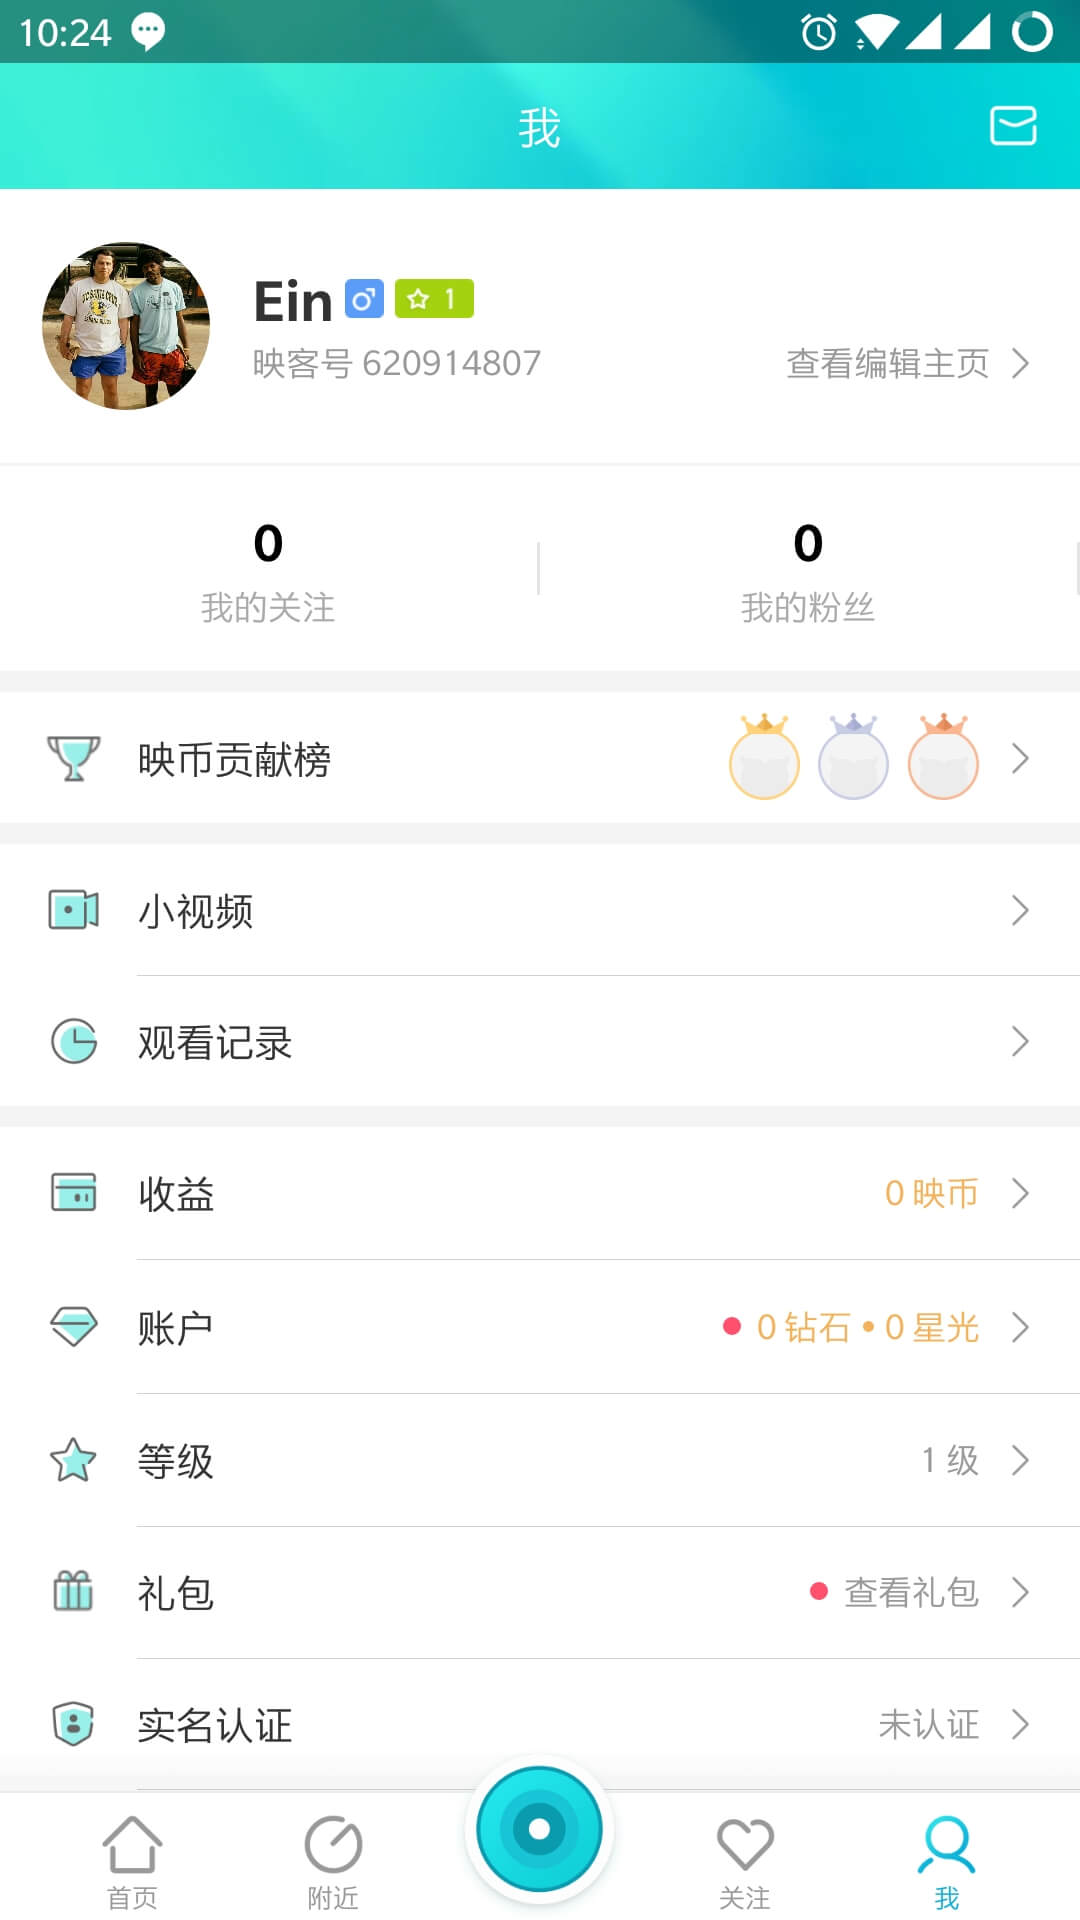 10:24
我
Ein
1
映客号 620914807
查看编辑主页
0
我的关注
0
我的粉丝
映币贡献榜
小视频
观看记录
收益
0 映币
账户
0 钻石 • 0 星光
等级
1 级
礼包
查看礼包
实名认证
未认证
首页
附近
关注
我